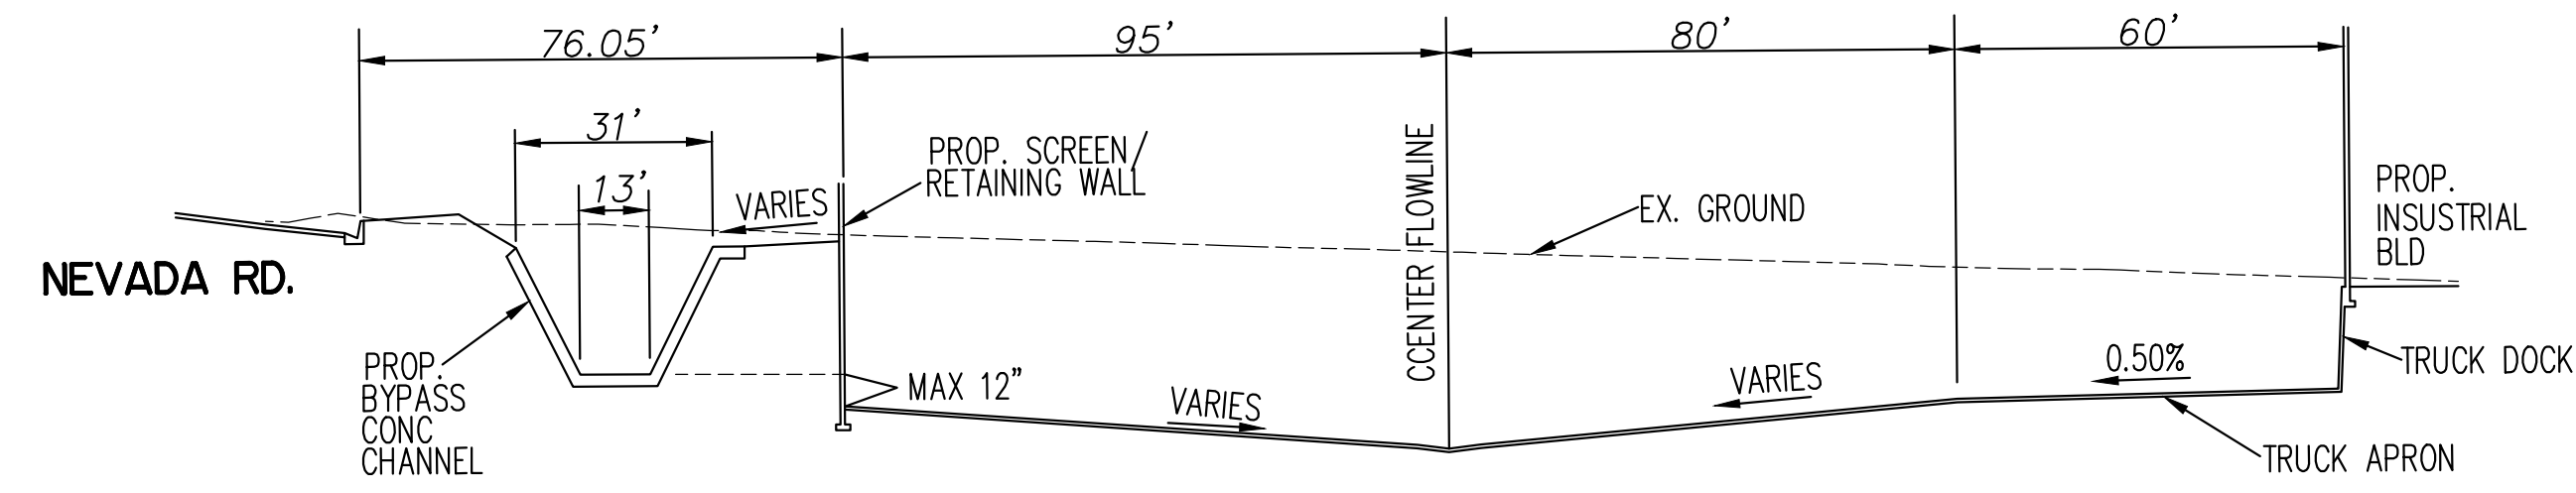 76.05’
95’
80’
60’
31’
13’
VARIES
PROP. SCREEN/
RETAINING WALL
CCENTER FLOWLINE
EX. GROUND
PROP.
INSUSTRIAL
BLD
NEVADA RD.
PROP.
BYPASS
CONC
CHANNEL
MAX 12”
VARIES
VARIES
0.50%
TRUCK DOCK
TRUCK APRON